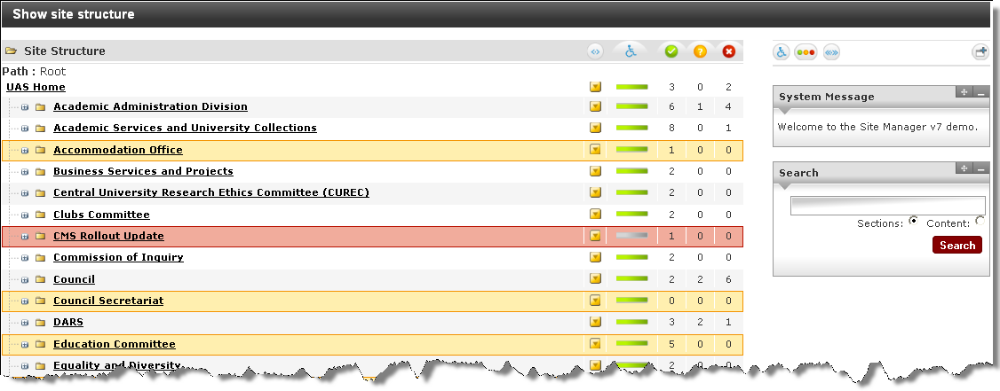 Show site structure
Site Structure
Path : Root
UAS Home 3 0 2
Academic Administration Division 6 1 4
Academic Services and University Collections 8 0 1
Accommodation Office 1 0 0
Business Services and Projects 2 0 0
Central University Research Ethics Committee (CUREC) 2 0 0
Clubs Committee 2 0 0
CMS Rollout Update 1 0 0
Commission of Inquiry 2 0 0
Council 2 2 6
Council Secretariat 0 0 0
DARS 3 2 1
Education Committee 5 0 0
Equality and Diversity 2 0 0
System Message
Welcome to the Site Manager v7 demo.
Search
Sections: Content:
Search